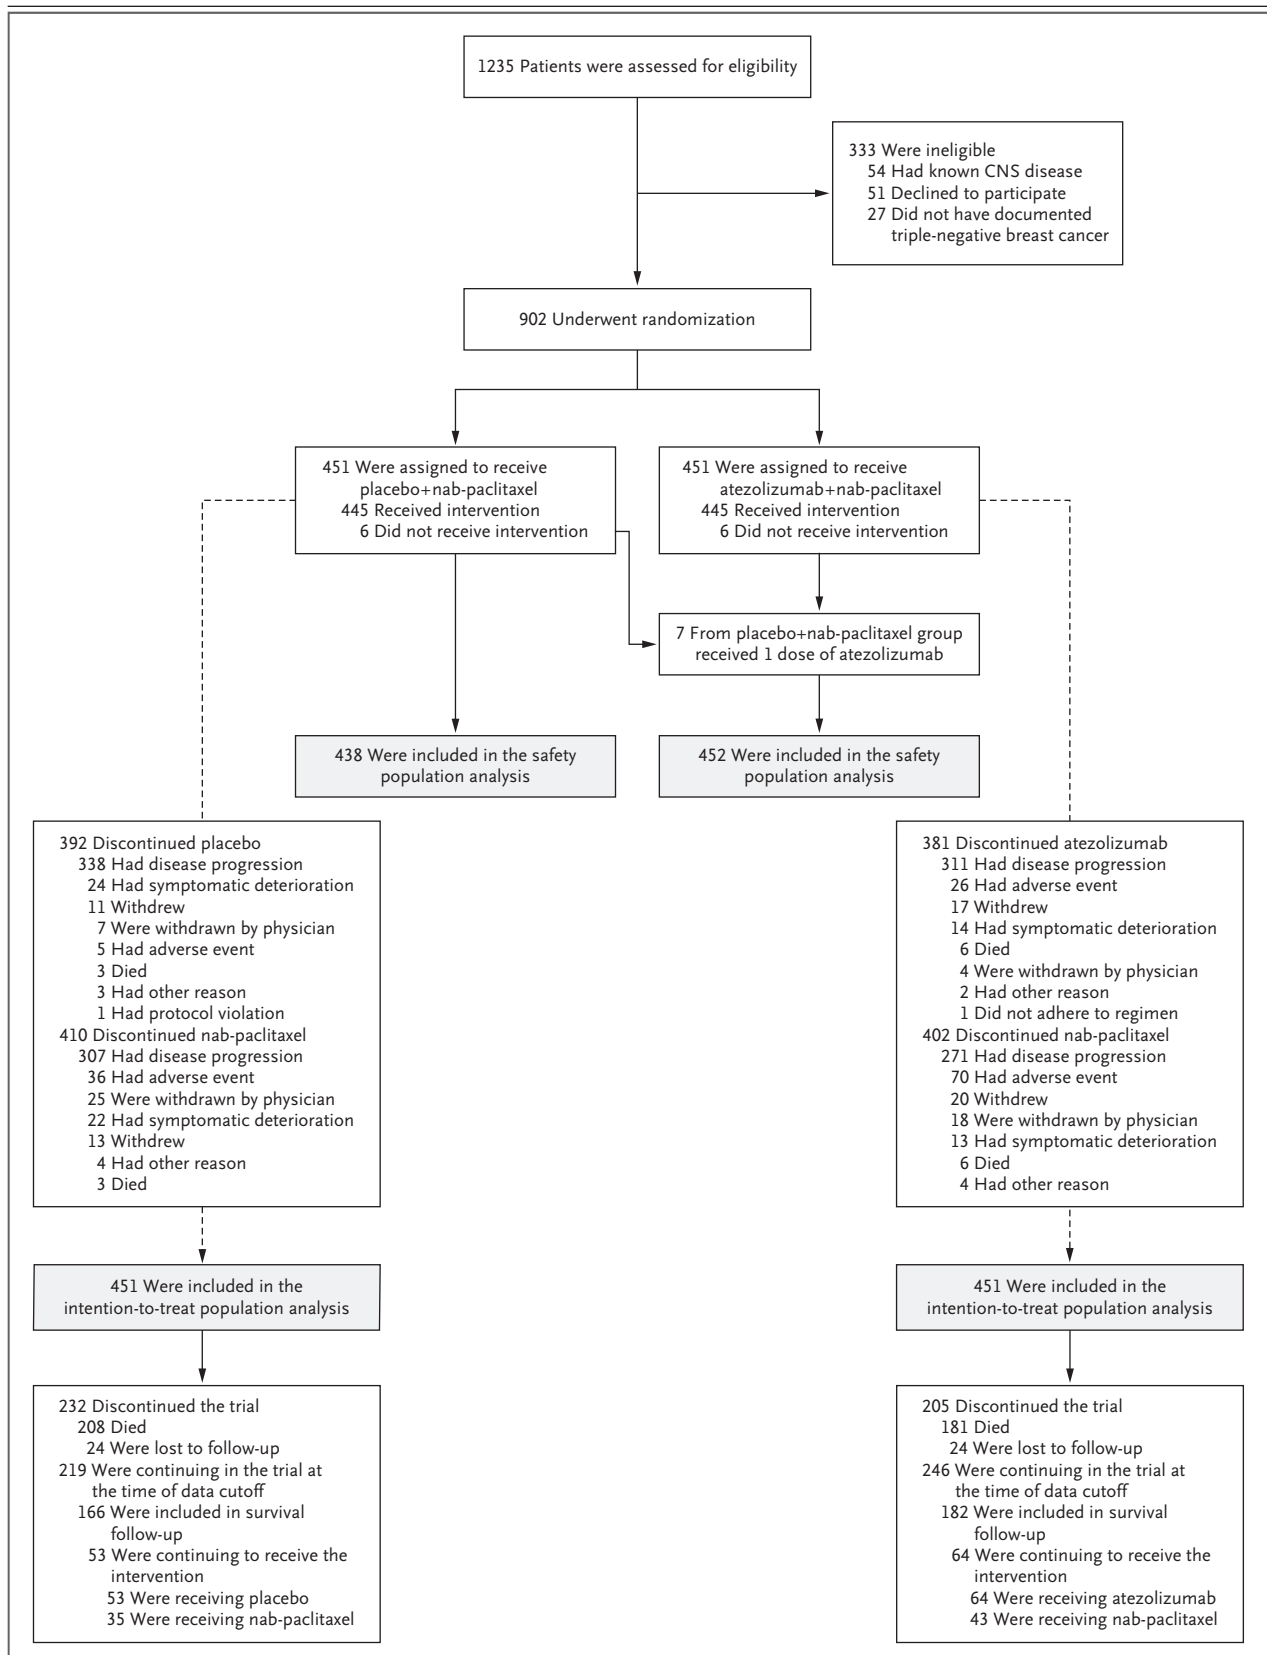 1235 Patients were assessed for eligibility
333 Were ineligible
54 Had known CNS disease
51 Declined to participate
27 Did not have documented
triple-negative breast cancer
902 Underwent randomization
451 Were assigned to receive
placebo+nab-paclitaxel
445 Received intervention
6 Did not receive intervention
451 Were assigned to receive
atezolizumab+nab-paclitaxel
445 Received intervention
6 Did not receive intervention
7 From placebo+nab-paclitaxel group
received 1 dose of atezolizumab
438 Were included in the safety
population analysis
452 Were included in the safety
population analysis
392 Discontinued placebo
338 Had disease progression
24 Had symptomatic deterioration
11 Withdrew
7 Were withdrawn by physician
5 Had adverse event
3 Died
3 Had other reason
1 Had protocol violation
410 Discontinued nab-paclitaxel
307 Had disease progression
36 Had adverse event
25 Were withdrawn by physician
22 Had symptomatic deterioration
13 Withdrew
4 Had other reason
3 Died
381 Discontinued atezolizumab
311 Had disease progression
26 Had adverse event
17 Withdrew
14 Had symptomatic deterioration
6 Died
4 Were withdrawn by physician
2 Had other reason
1 Did not adhere to regimen
402 Discontinued nab-paclitaxel
271 Had disease progression
70 Had adverse event
20 Withdrew
18 Were withdrawn by physician
13 Had symptomatic deterioration
6 Died
4 Had other reason
451 Were included in the
intention-to-treat population analysis
451 Were included in the
intention-to-treat population analysis
232 Discontinued the trial
208 Died
24 Were lost to follow-up
219 Were continuing in the trial at
the time of data cutoff
166 Were included in survival
follow-up
53 Were continuing to receive the
intervention
53 Were receiving placebo
35 Were receiving nab-paclitaxel
205 Discontinued the trial
181 Died
24 Were lost to follow-up
246 Were continuing in the trial at
the time of data cutoff
182 Were included in survival
follow-up
64 Were continuing to receive the
intervention
64 Were receiving atezolizumab
43 Were receiving nab-paclitaxel